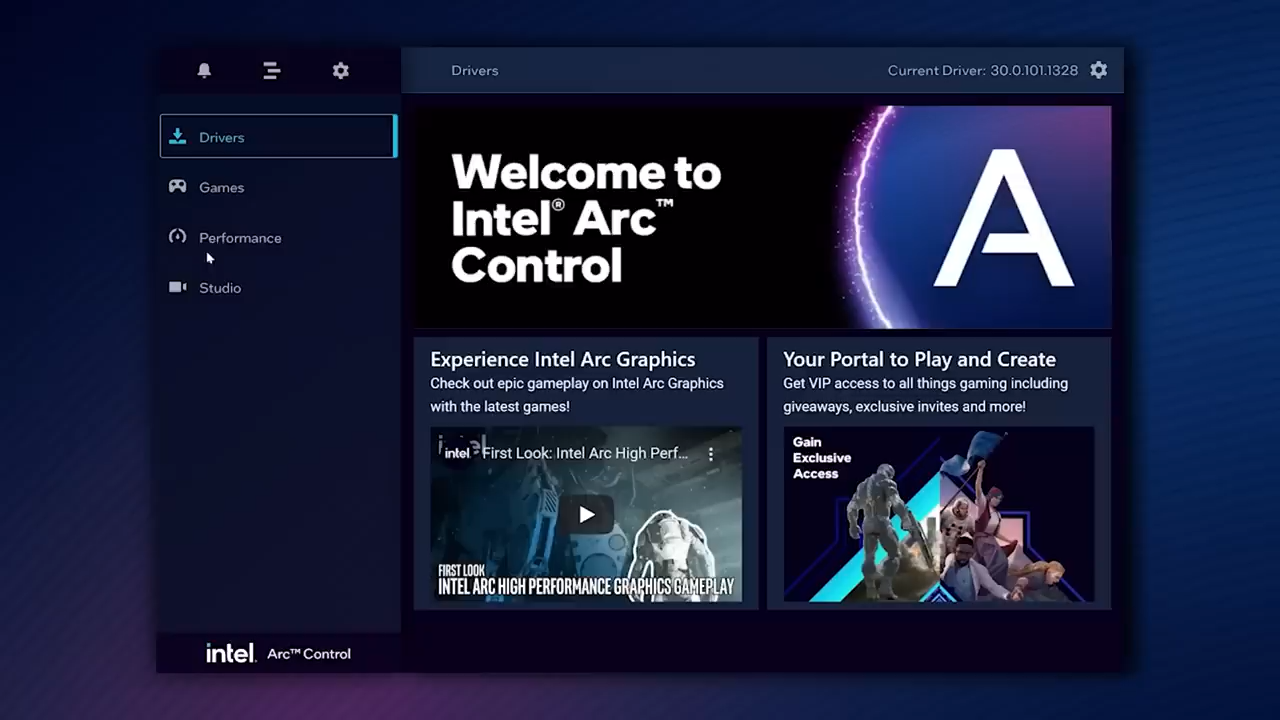 Drivers
Current Driver: 30.0.101.1328
Drivers
Games
Performance
Studio
Welcome to
Intel® Arc™
Control
A
Experience Intel Arc Graphics
Check out epic gameplay on Intel Arc Graphics
with the latest games!
intel
intel
First Look: Intel Arc High Perf...
FIRST LOOK
INTEL ARC HIGH PERFORMANCE GRAPHICS GAMEPLAY
Your Portal to Play and Create
Get VIP access to all things gaming including
giveaways, exclusive invites and more!
Gain
Exclusive
Access
intel. Arc™ Control